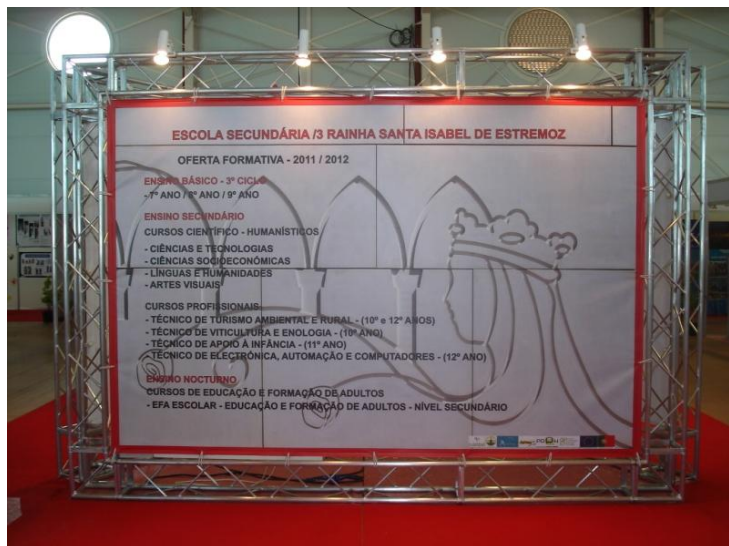 ESCOLA SECUNDÁRIA /3 RAINHA SANTA ISABEL DE ESTREMOZ
OFERTA FORMATIVA - 2011 / 2012
ENSINO BÁSICO - 3º CICLO
- 7º ANO / 8º ANO / 9º ANO
ENSINO SECUNDÁRIO
CURSOS CIENTÍFICO - HUMANÍSTICOS
- CIÊNCIAS E TECNOLOGIAS
- CIÊNCIAS SOCIOECONÓMICAS
- LÍNGUAS E HUMANIDADES
- ARTES VISUAIS
CURSOS PROFISSIONAIS
- TÉCNICO DE TURISMO AMBIENTAL E RURAL - (10º e 12º ANOS)
- TÉCNICO DE VITICULTURA E ENOLOGIA - (10º ANO)
- TÉCNICO DE APOIO À INFÂNCIA - (11º ANO)
- TÉCNICO DE ELECTRÓNICA, AUTOMAÇÃO E COMPUTADORES - (12º ANO)
ENSINO NOCTURNO
CURSOS DE EDUCAÇÃO E FORMAÇÃO DE ADULTOS
- EFA ESCOLAR - EDUCAÇÃO E FORMAÇÃO DE ADULTOS - NÍVEL SECUNDÁRIO